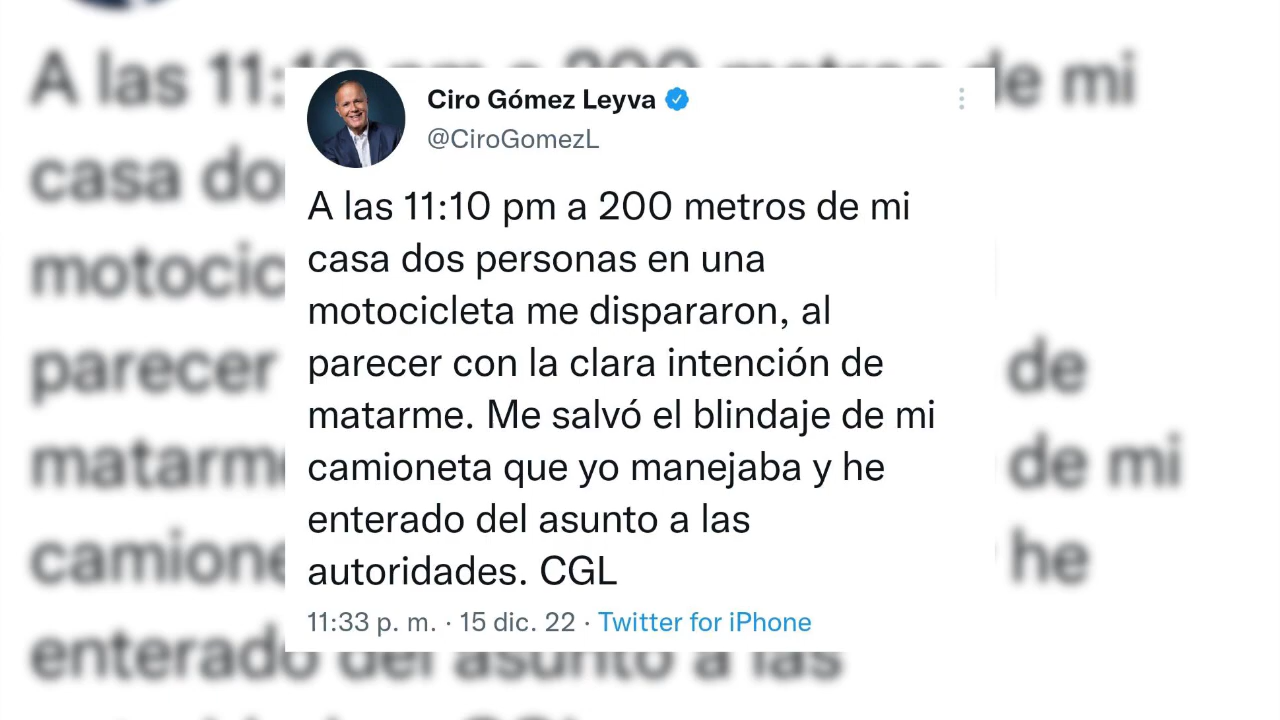 Ciro Gómez Leyva
@CiroGomezL
A las 11:10 pm a 200 metros de mi
casa dos personas en una
motocicleta me dispararon, al
parecer con la clara intención de
matarme. Me salvó el blindaje de mi
camioneta que yo manejaba y he
enterado del asunto a las
autoridades. CGL
11:33 p. m. · 15 dic. 22 · Twitter for iPhone